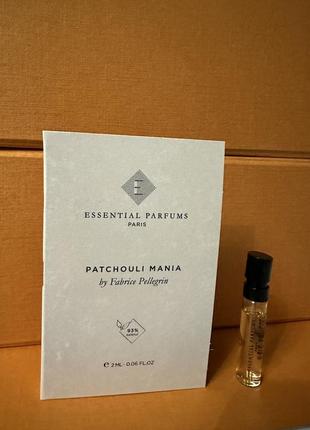 E
ESSENTIAL PARFUMS
PARIS
PATCHOULI MANIA
by Fabrice Pellegrin
93%
℮ 2 ML - 0.06 FL.OZ